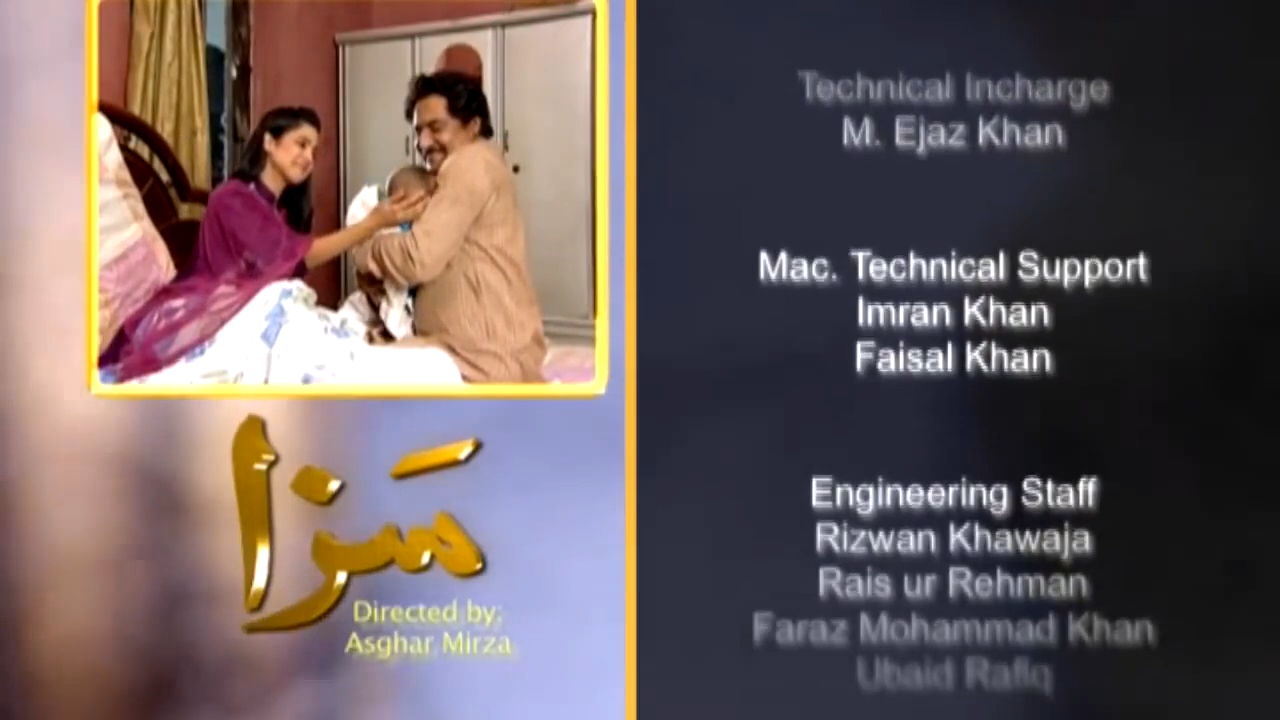 سَزا
Directed by:
Asghar Mirza
Technical Incharge
M. Ejaz Khan
Mac. Technical Support
Imran Khan
Faisal Khan
Engineering Staff
Rizwan Khawaja
Rais ur Rehman
Faraz Mohammad Khan
Ubaid Rafiq